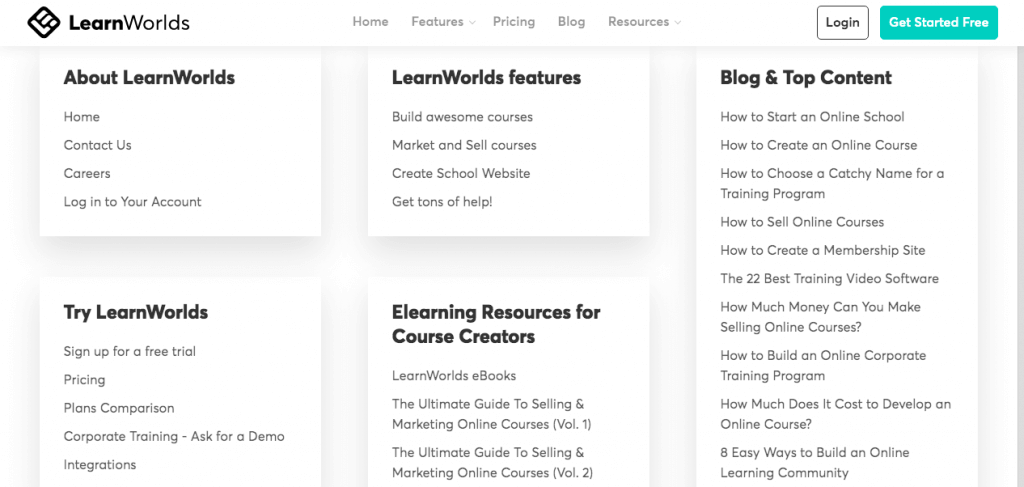 LearnWorlds
Home
Features
Pricing
Blog
Resources
Login
Get Started Free
About LearnWorlds
Home
Contact Us
Careers
Log in to Your Account
LearnWorlds features
Build awesome courses
Market and Sell courses
Create School Website
Get tons of help!
Blog & Top Content
How to Start an Online School
How to Create an Online Course
How to Choose a Catchy Name for a
Training Program
How to Sell Online Courses
How to Create a Membership Site
The 22 Best Training Video Software
How Much Money Can You Make
Selling Online Courses?
How to Build an Online Corporate
Training Program
How Much Does It Cost to Develop an
Online Course?
8 Easy Ways to Build an Online
Learning Community
Try LearnWorlds
Sign up for a free trial
Pricing
Plans Comparison
Corporate Training - Ask for a Demo
Integrations
Elearning Resources for
Course Creators
LearnWorlds eBooks
The Ultimate Guide To Selling &
Marketing Online Courses (Vol. 1)
The Ultimate Guide To Selling &
Marketing Online Courses (Vol. 2)